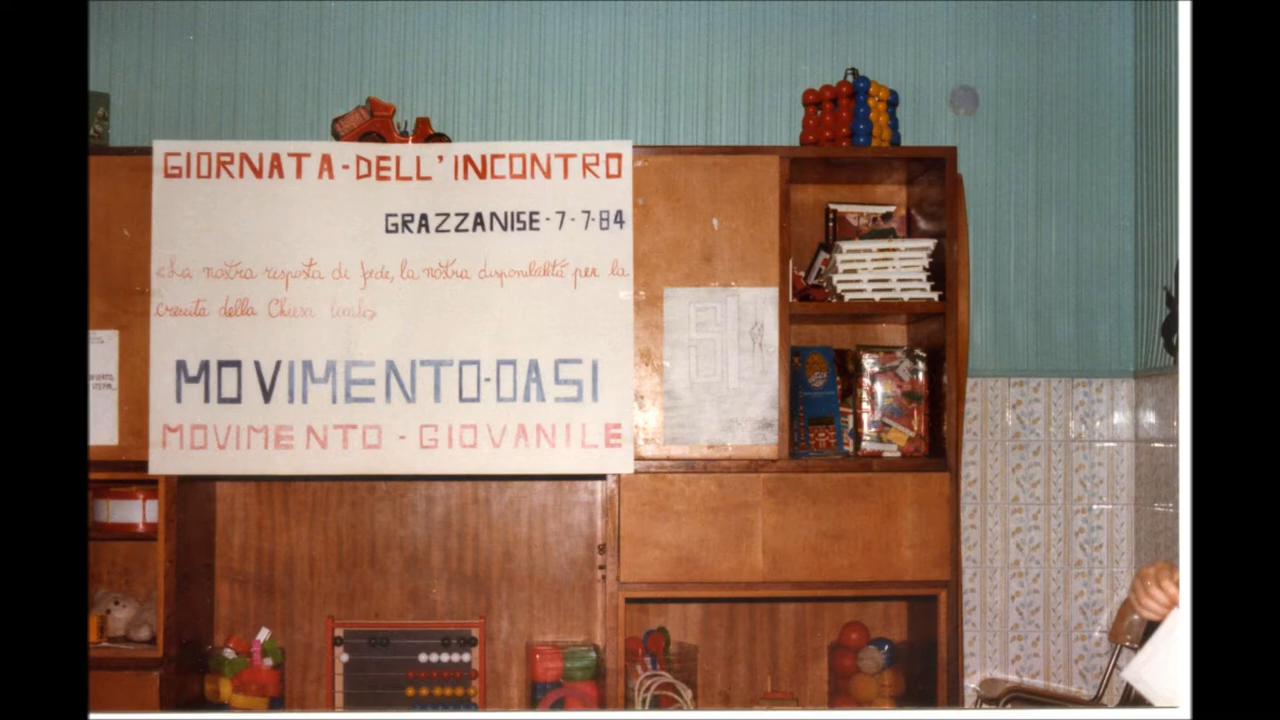 GIORNATA-DELL'INCONTRO
GRAZZANISE-7-7-84
«La nostra risposta di fede, la nostra disponibilità per la
crescita della Chiesa locale»
MOVIMENTO-OASI
MOVIMENTO-GIOVANILE